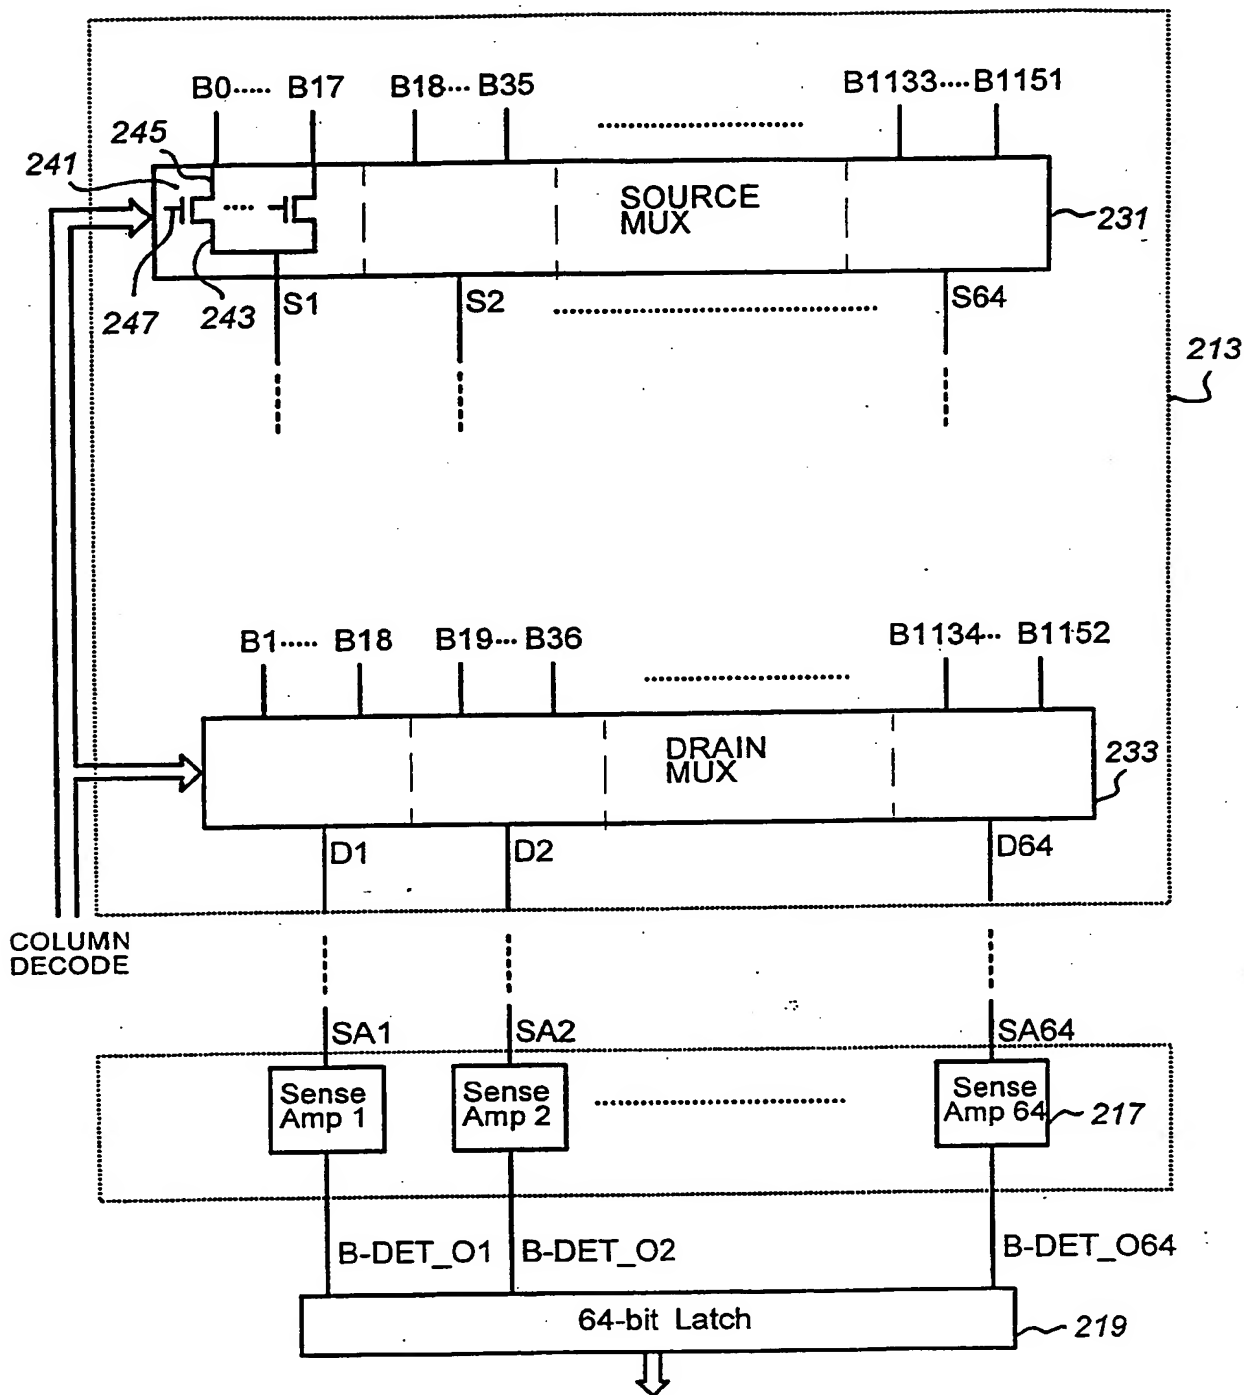 B0····· B17 B18··· B35 B1133···· B1151
245
241
SOURCE
MUX
231
247 243 S1 S2 S64
213
B1····· B18 B19··· B36 B1134··· B1152
DRAIN
MUX
233
D1 D2 D64
COLUMN
DECODE
SA1 SA2 SA64
Sense
Amp 1
Sense
Amp 2
Sense
Amp 64
217
B-DET_O1 B-DET_O2 B-DET_O64
64-bit Latch
219